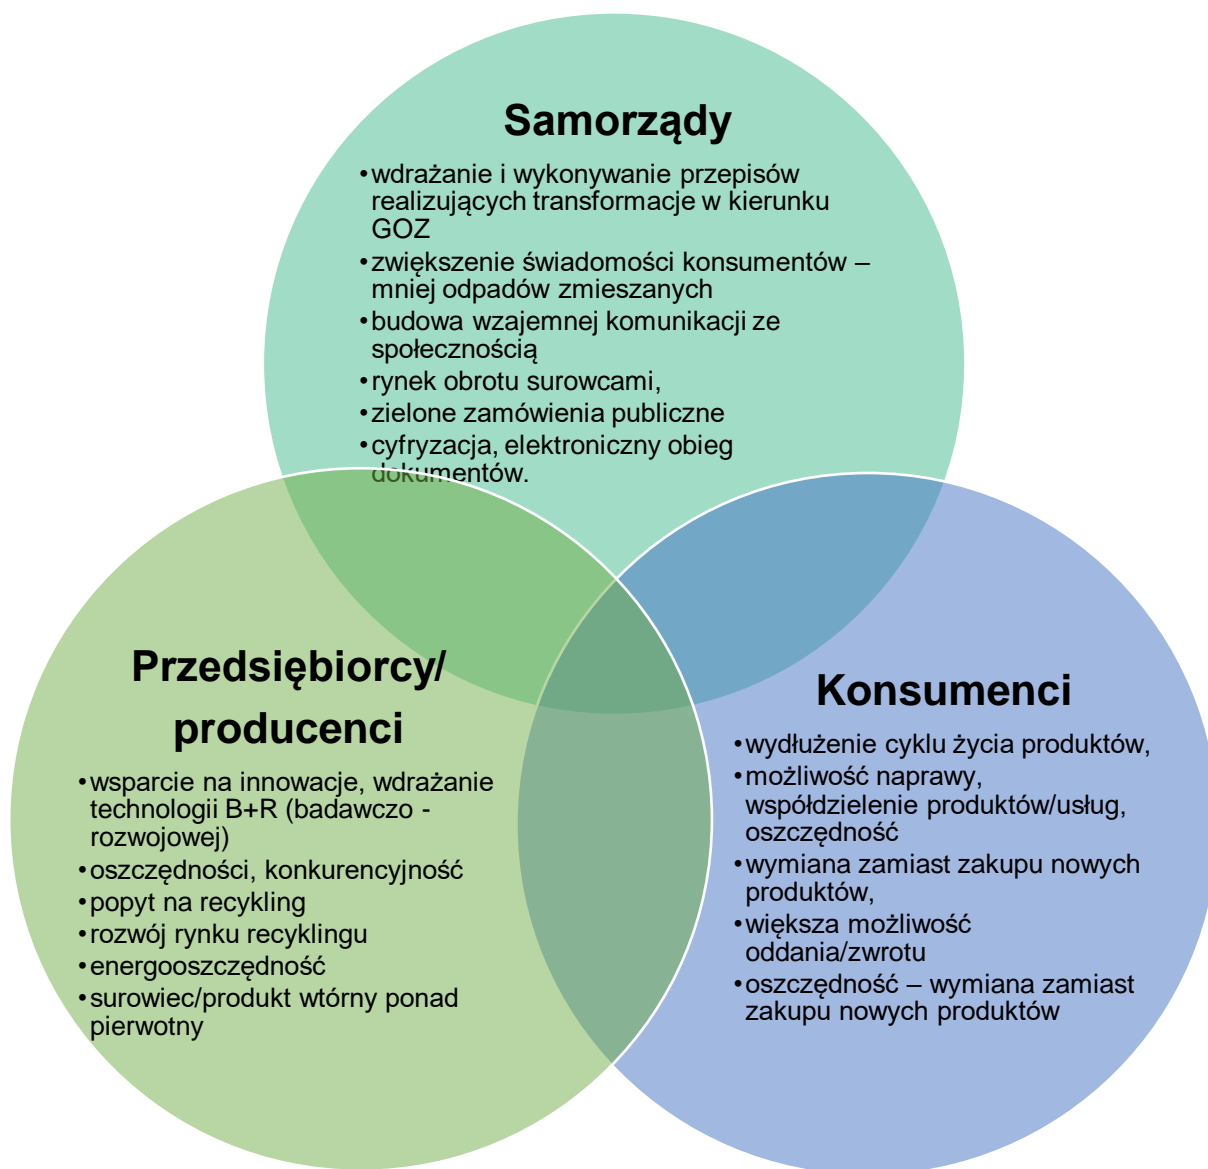 Samorządy
•wdrażanie i wykonywanie przepisów
realizujących transformacje w kierunku
GOZ
•zwiększenie świadomości konsumentów –
mniej odpadów zmieszanych
•budowa wzajemnej komunikacji ze
społecznością
•rynek obrotu surowcami,
•zielone zamówienia publiczne
•cyfryzacja, elektroniczny obieg
dokumentów.
Przedsiębiorcy/
producenci
•wsparcie na innowacje, wdrażanie
technologii B+R (badawczo -
rozwojowej)
•oszczędności, konkurencyjność
•popyt na recykling
•rozwój rynku recyklingu
•energooszczędność
•surowiec/produkt wtórny ponad
pierwotny
Konsumenci
•wydłużenie cyklu życia produktów,
•możliwość naprawy,
współdzielenie produktów/usług,
oszczędność
•wymiana zamiast zakupu nowych
produktów,
•większa możliwość
oddania/zwrotu
•oszczędność – wymiana zamiast
zakupu nowych produktów